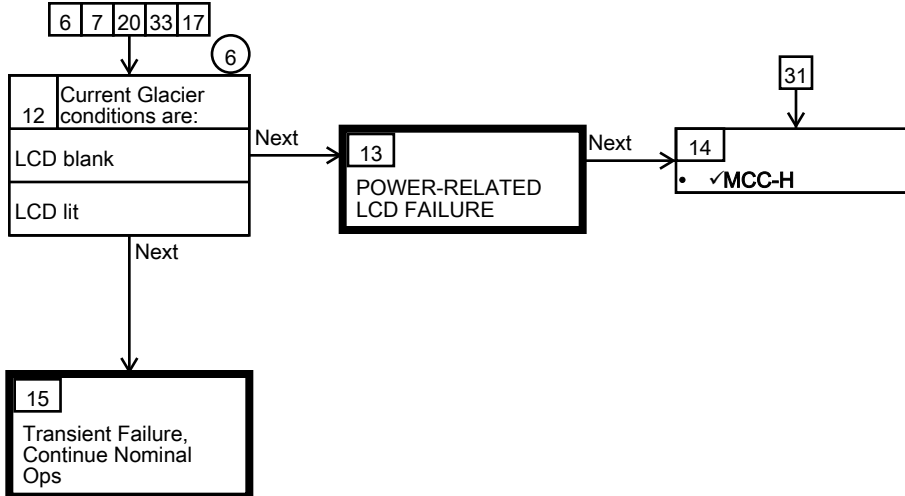 6 7 20 33 17
6
12 Current Glacier
conditions are:
LCD blank
LCD lit
Next
13
POWER-RELATED
LCD FAILURE
Next
31
14
• ✓MCC-H
Next
15
Transient Failure,
Continue Nominal
Ops